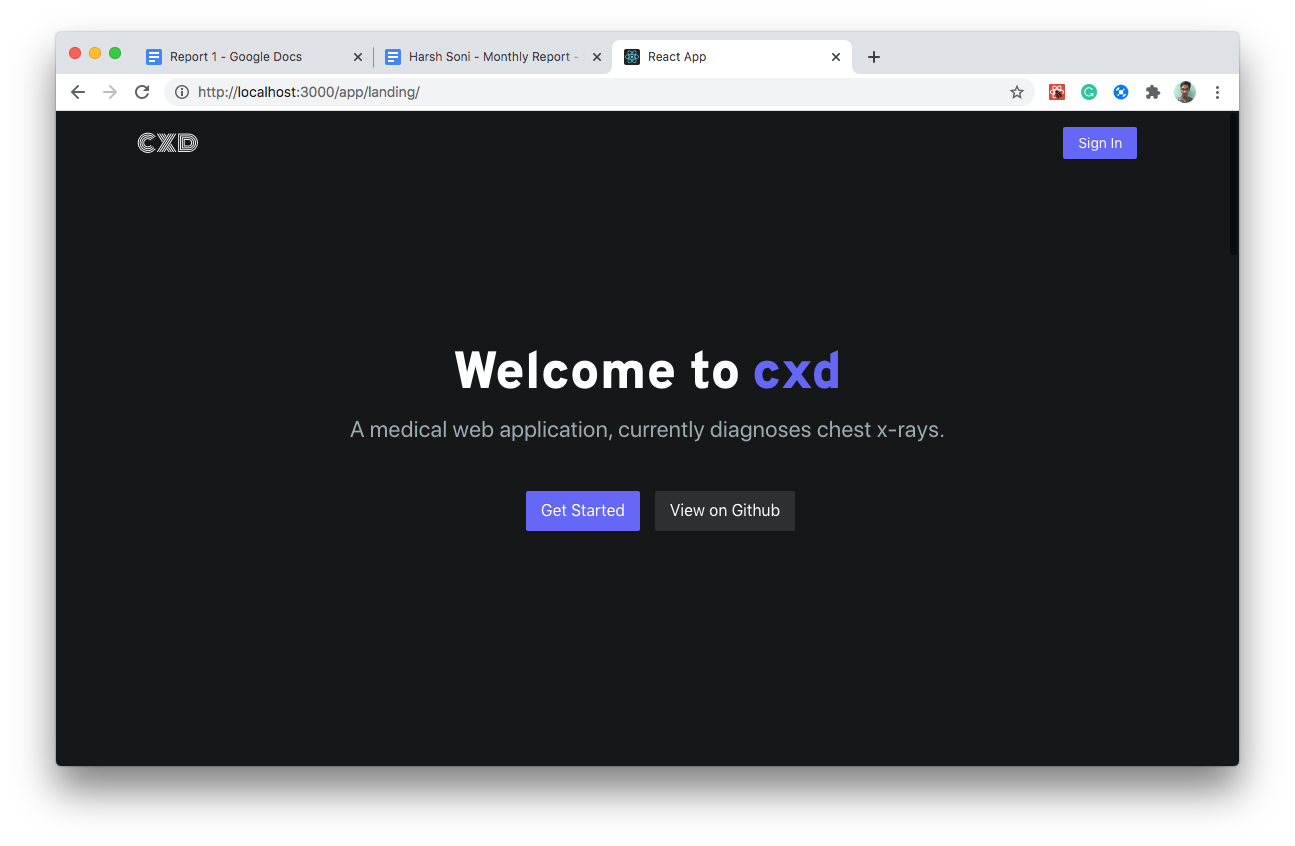 Report 1 - Google Docs
Harsh Soni - Monthly Report -
React App
http://localhost:3000/app/landing/
CXD
Sign In
Welcome to cxd
A medical web application, currently diagnoses chest x-rays.
Get Started
View on Github